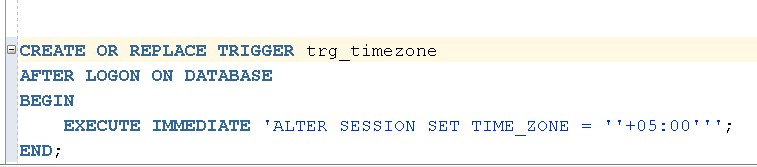 CREATE OR REPLACE TRIGGER trg_timezone
AFTER LOGON ON DATABASE
BEGIN
    EXECUTE IMMEDIATE 'ALTER SESSION SET TIME_ZONE = ''+05:00''';
END;